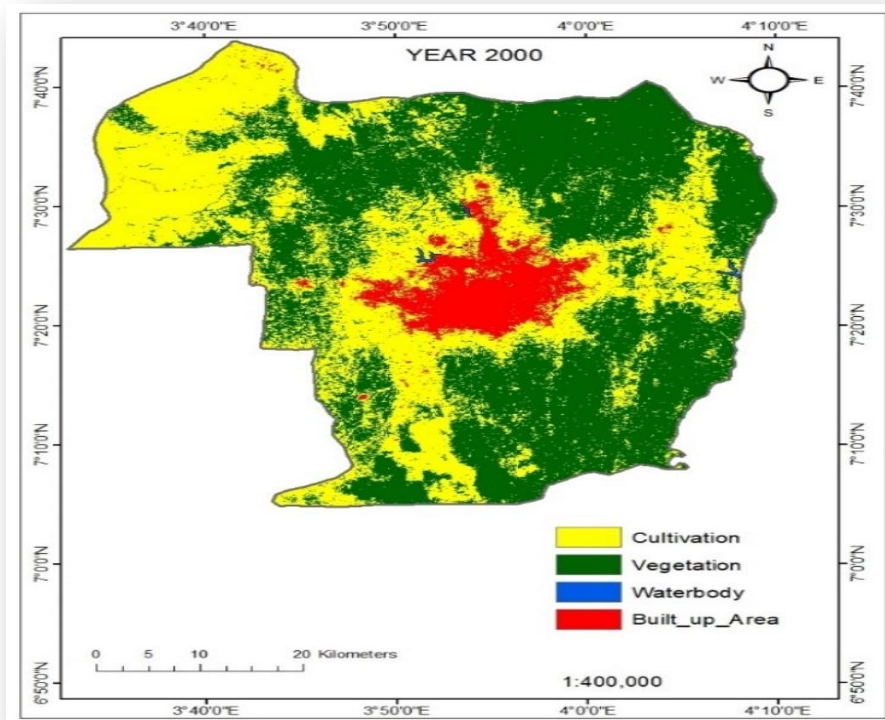 3°40'0"E 3°50'0"E 4°0'0"E 4°10'0"E
YEAR 2000
N
W E
S
7°40'0"N 7°40'0"N
7°30'0"N 7°30'0"N
7°20'0"N 7°20'0"N
7°10'0"N 7°10'0"N
7°0'0"N 7°0'0"N
6°50'0"N 6°50'0"N
Cultivation
Vegetation
Waterbody
Built_up_Area
0 5 10 20 Kilometers
1:400,000
3°40'0"E 3°50'0"E 4°0'0"E 4°10'0"E